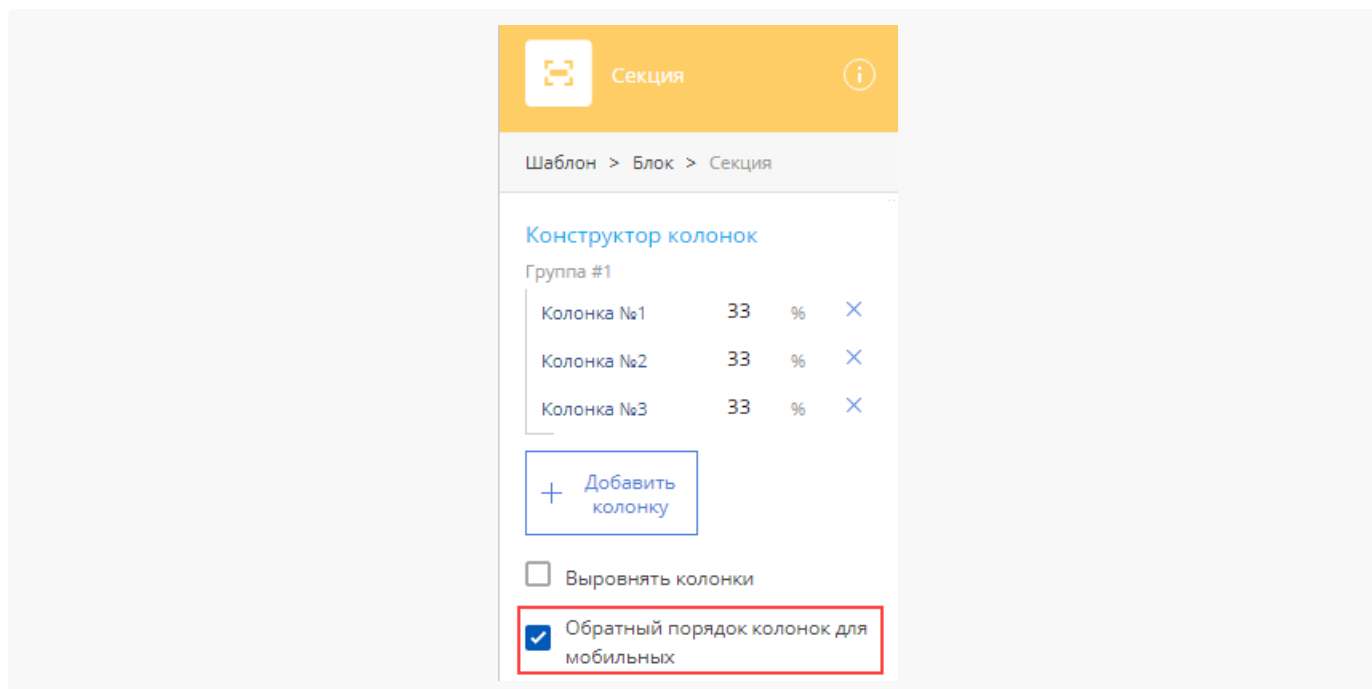 Секция
Шаблон > Блок > Секция
Конструктор колонок
Группа #1
Колонка №1 33 %
Колонка №2 33 %
Колонка №3 33 %
Добавить
колонку
Выровнять колонки
Обратный порядок колонок для
мобильных